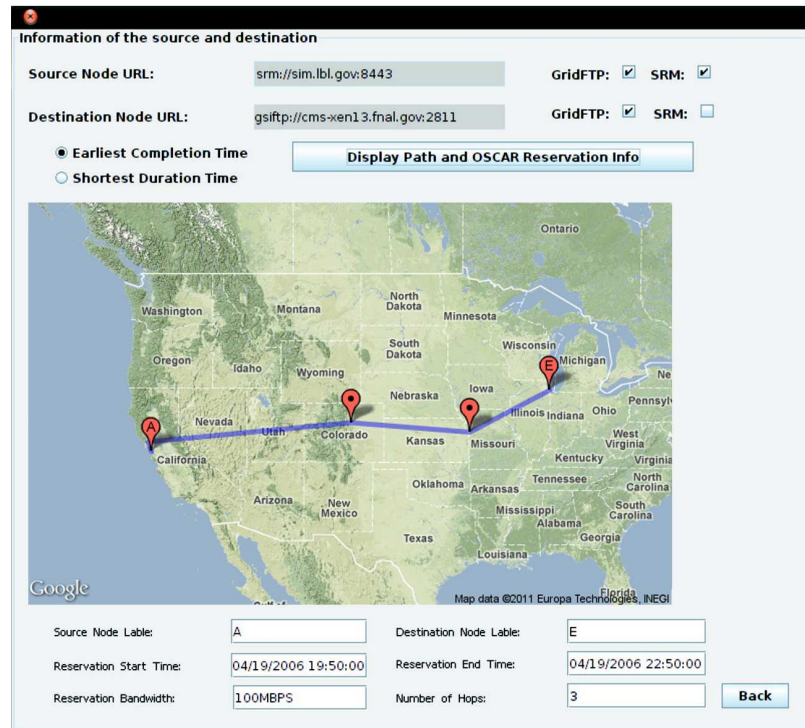 Information of the source and destination
Source Node URL: srm://sim.lbl.gov:8443 GridFTP: SRM:
Destination Node URL: gsiftp://cms-xen13.fnal.gov:2811 GridFTP: SRM:
Earliest Completion Time
Display Path and OSCAR Reservation Info
Shortest Duration Time
Ontario
Washington
Montana
North
Dakota
Minnesota
Oregon
Idaho
Wyoming
South
Dakota
Wisconsin
Michigan
E
Ne
Nebraska
Iowa
Illinois
Indiana
Ohio
Pennsyl
A
Nevada
Utah
Colorado
Kansas
Missouri
West
Virginia
California
Kentucky
Virginia
Arizona
New
Mexico
Oklahoma
Arkansas
Tennessee
North
Carolina
Mississippi
Alabama
South
Carolina
Texas
Georgia
Louisiana
Florida
Google
Map data ©2011 Europa Technologies, INEGI
Source Node Lable: A Destination Node Lable: E
Reservation Start Time: 04/19/2006 19:50:00 Reservation End Time: 04/19/2006 22:50:00
Reservation Bandwidth: 100MBPS Number of Hops: 3 Back